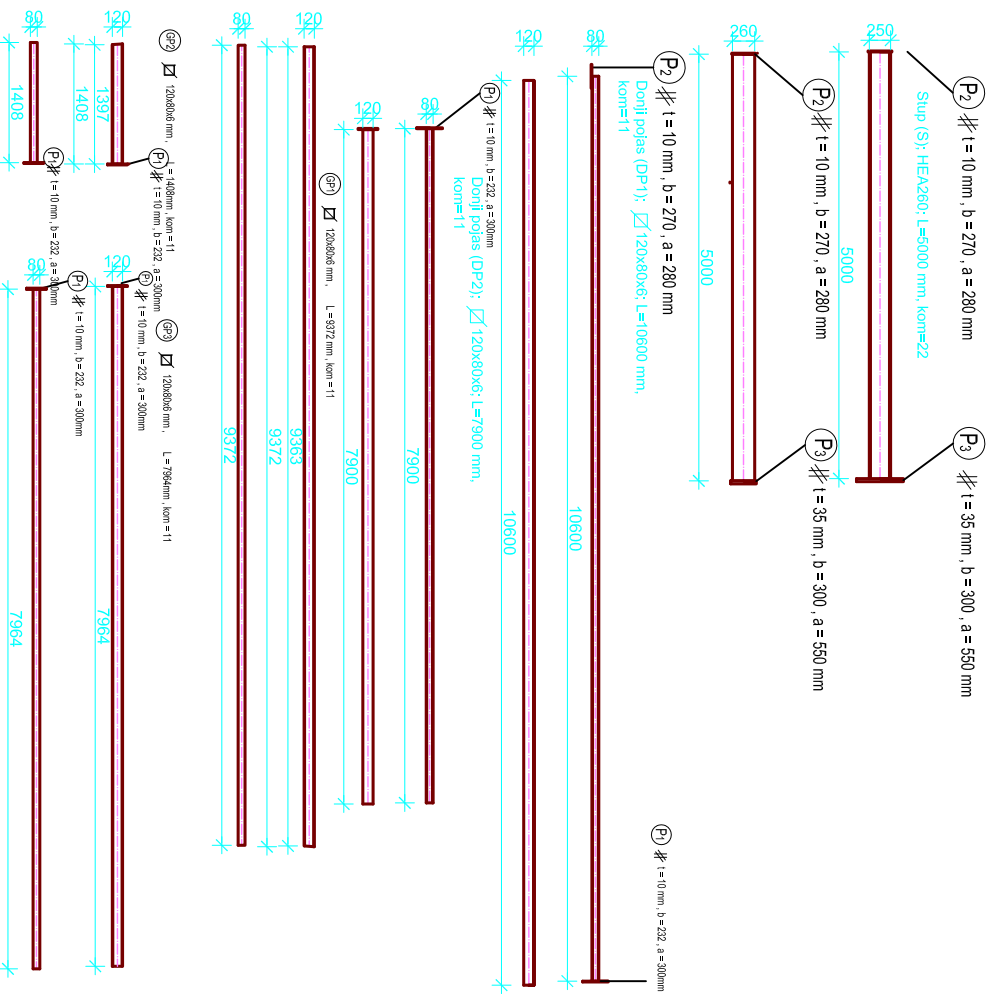 P2 t = 10 mm , b = 270 , a = 280 mm
P3 t = 35 mm , b = 300 , a = 550 mm
Stup (S); HEA260; L=5000 mm, kom=22
250
5000
P2 t = 10 mm , b = 270 , a = 280 mm
P3 t = 35 mm , b = 300 , a = 550 mm
260
5000
P2 t = 10 mm , b = 270 , a = 280 mm
P1 t = 10 mm , b = 232 , a = 300mm
Donji pojas (DP1); 120x80x6; L=10600 mm,
kom=11
80
10600
120
10600
P1 t = 10 mm , b = 232 , a = 300mm
Donji pojas (DP2); 120x80x6; L=7900 mm,
kom=11
80
7900
120
7900
GP1 120x80x6 mm , L = 9372 mm , kom = 11
120
9363
9372
80
9372
GP2 120x80x6 mm , L = 1408mm , kom = 11
P1 t = 10 mm , b = 232 , a = 300mm
120
1397
1408
P1 t = 10 mm , b = 232 , a = 300mm
80
1408
GP3 120x80x6 mm , L = 7964mm , kom = 11
P1 t = 10 mm , b = 232 , a = 300mm
120
7964
P1 t = 10 mm , b = 232 , a = 300mm
80
7964